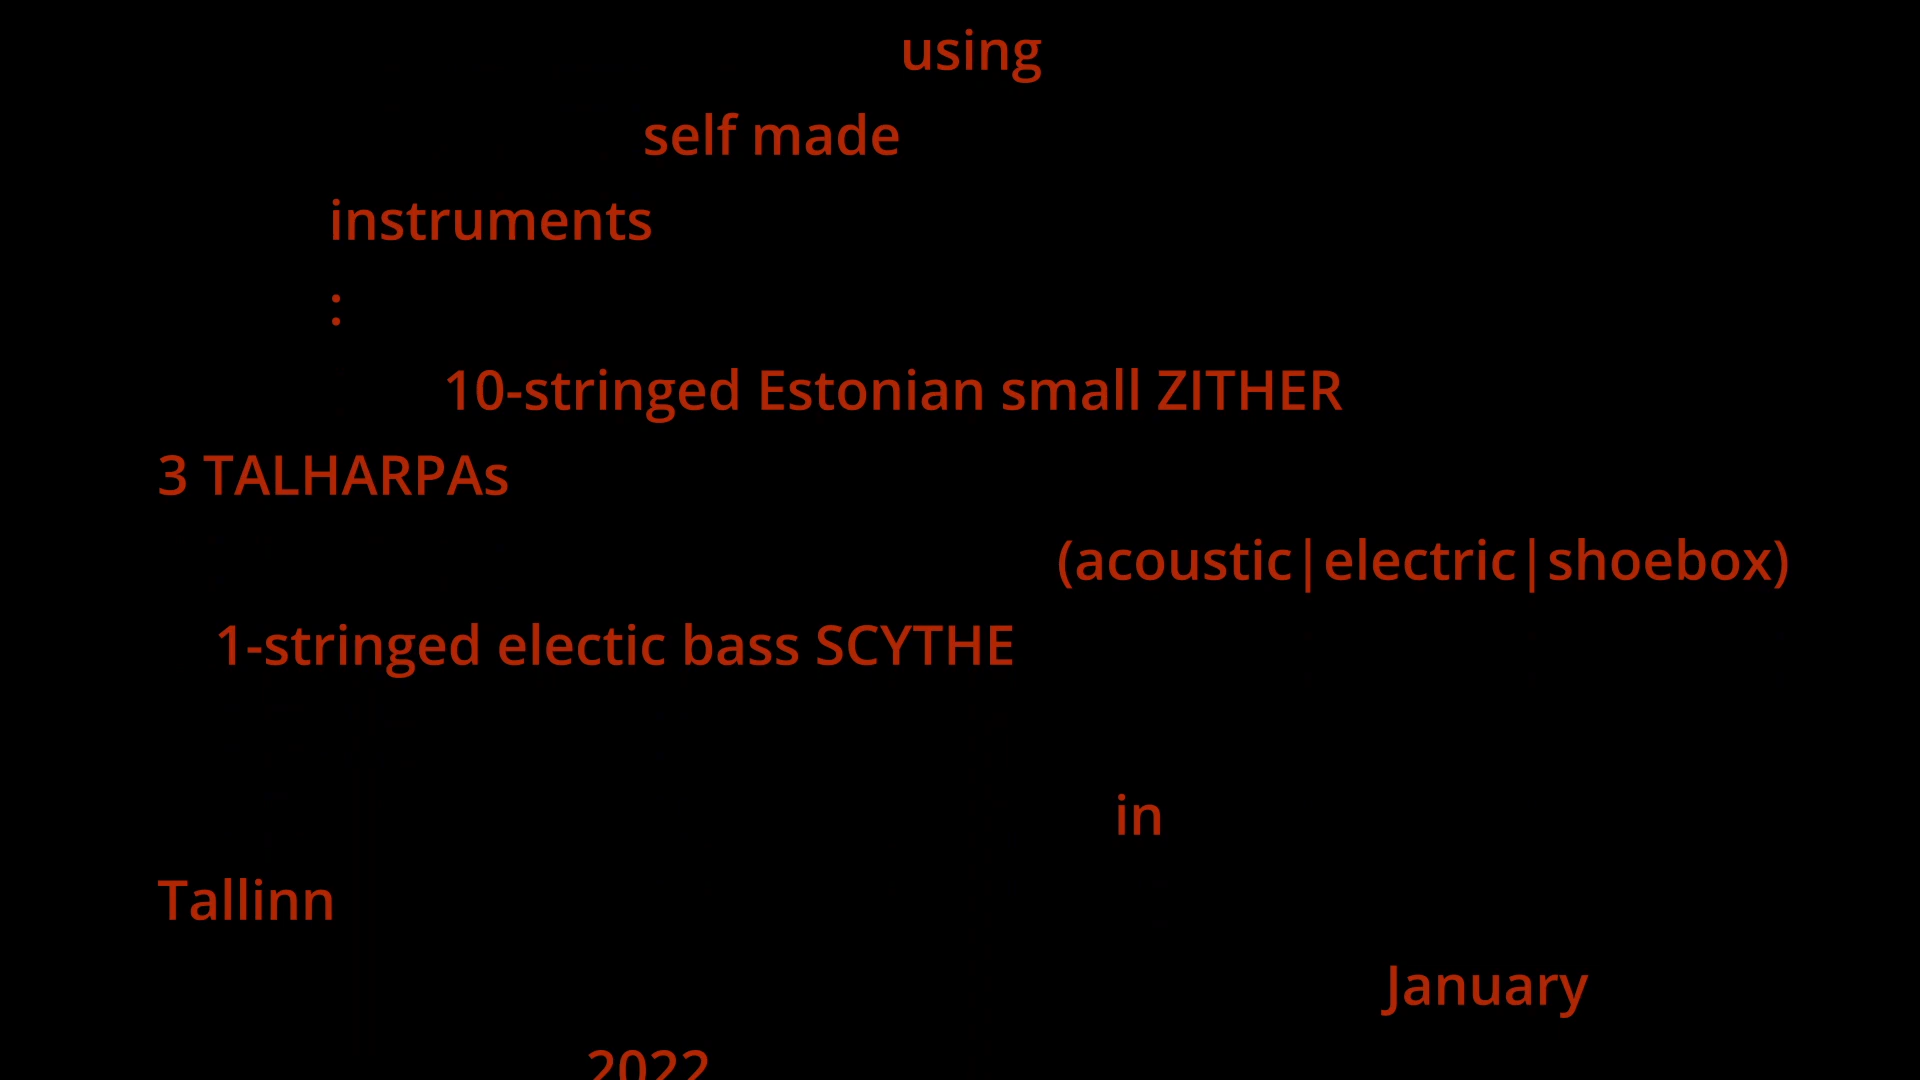 using
self made
instruments
:
10-stringed Estonian small ZITHER
3 TALHARPAs
(acoustic|electric|shoebox)
1-stringed electic bass SCYTHE
in
Tallinn
January
2022